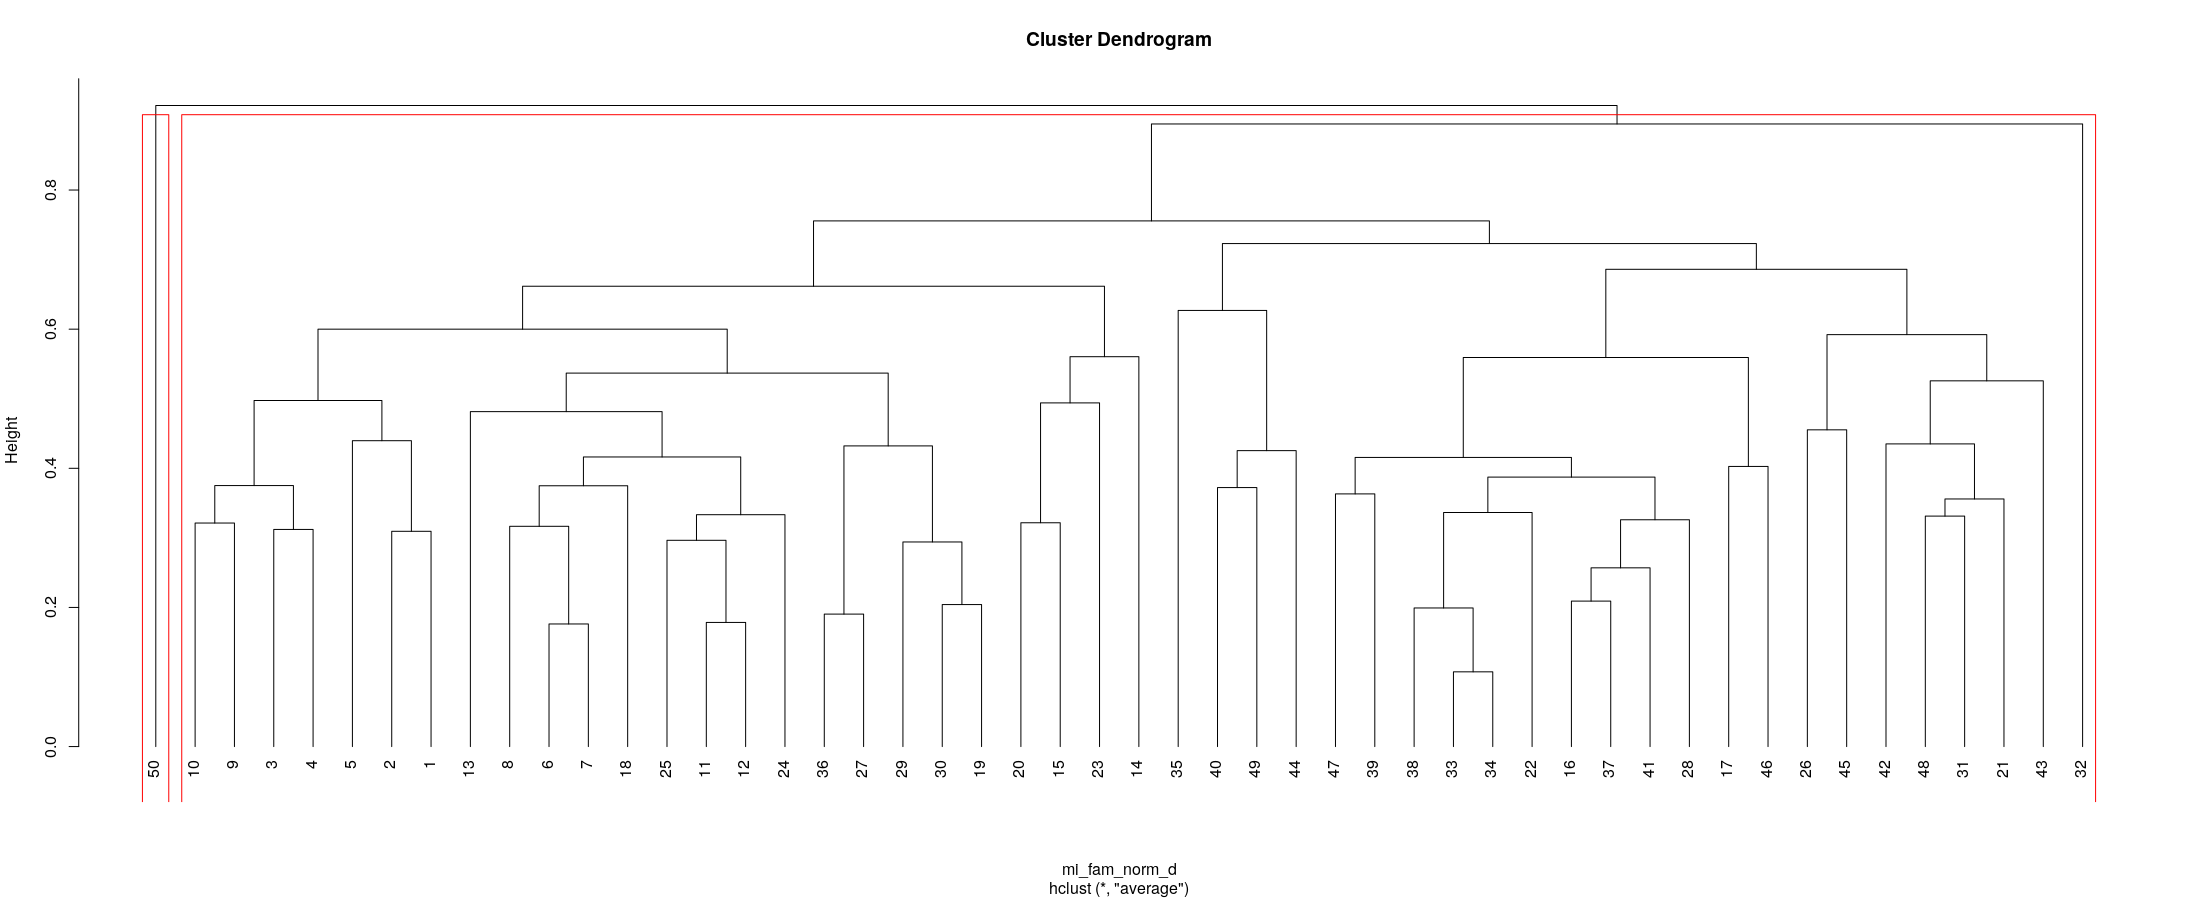 Cluster Dendrogram
Height
0.8
0.6
0.4
0.2
0.0
50 10 9 3 4 5 2 1 13 8 6 7 18 25 11 12 24 36 27 29 30 19 20 15 23 14 35 40 49 44 47 39 38 33 34 22 16 37 41 28 17 46 26 45 42 48 31 21 43 32
ml_fam_norm_d
hclust (*, "average")